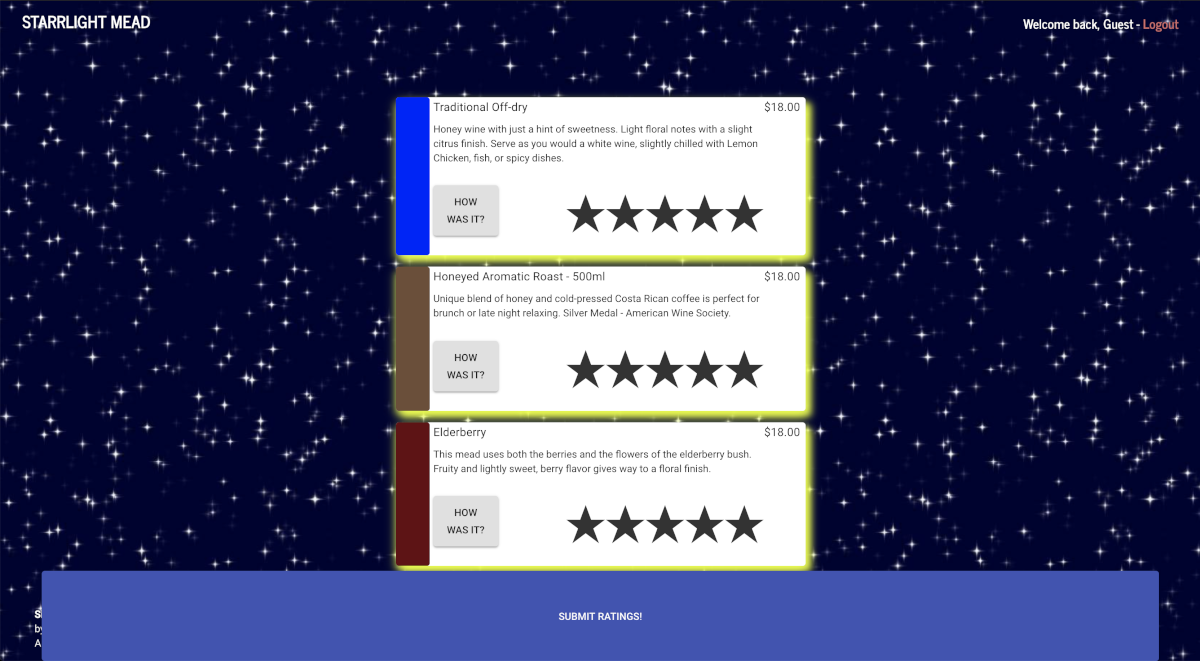 STARRLIGHT MEAD
Welcome back, Guest - Logout
Traditional Off-dry
$18.00
Honey wine with just a hint of sweetness. Light floral notes with a slight
citrus finish. Serve as you would a white wine, slightly chilled with Lemon
Chicken, fish, or spicy dishes.
HOW
WAS IT?
Honeyed Aromatic Roast - 500ml
$18.00
Unique blend of honey and cold-pressed Costa Rican coffee is perfect for
brunch or late night relaxing. Silver Medal - American Wine Society.
HOW
WAS IT?
Elderberry
$18.00
This mead uses both the berries and the flowers of the elderberry bush.
Fruity and lightly sweet, berry flavor gives way to a floral finish.
HOW
WAS IT?
SUBMIT RATINGS!
by
A